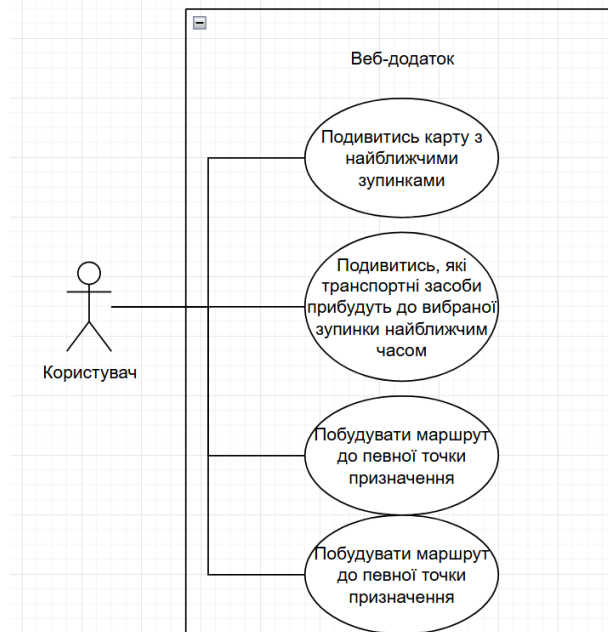 Веб-додаток
Подивитись карту з
найближчими
зупинками
Подивитись, які
транспортні засоби
прибудуть до вибраної
зупинки найближчим
часом
Користувач
Побудувати маршрут
до певної точки
призначення
Побудувати маршрут
до певної точки
призначення